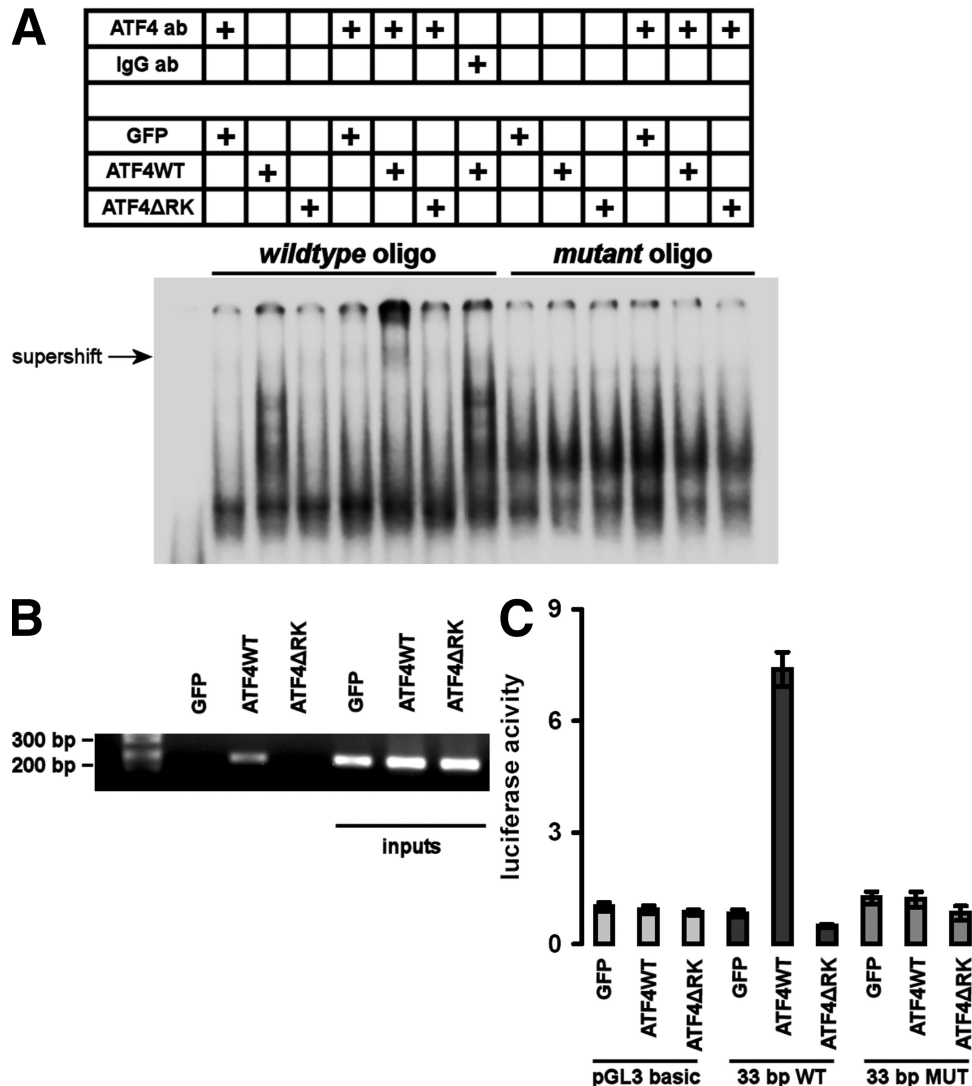 A
ATF4 ab + + + + + + +
IgG ab +
GFP + + + +
ATF4WT + + + + +
ATF4ΔRK + + + +
wildtype oligo mutant oligo
supershift
B
GFP ATF4WT ATF4ΔRK GFP ATF4WT ATF4ΔRK
300 bp
200 bp
inputs
C
luciferase acivity
9
6
3
0
GFP ATF4WT ATF4ΔRK GFP ATF4WT ATF4ΔRK GFP ATF4WT ATF4ΔRK
pGL3 basic 33 bp WT 33 bp MUT